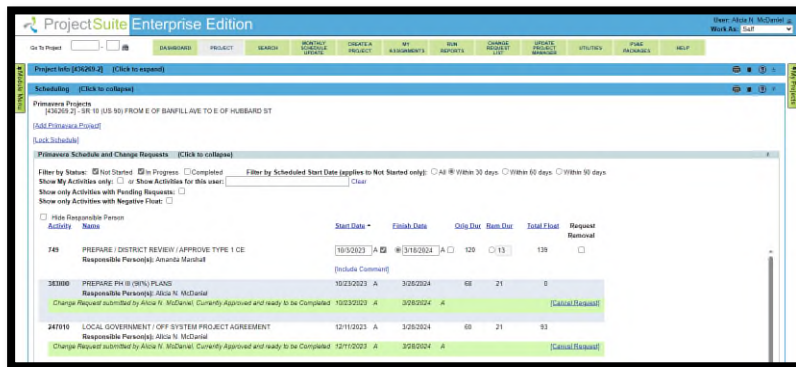 ProjectSuite Enterprise Edition
User: Alicia N. McDaniel
Work As: Self
Go To Project
DASHBOARD PROJECT SEARCH MONTHLY SCHEDULE UPDATE CREATE A PROJECT MY ASSIGNMENTS RUN REPORTS CHANGE REQUEST LIST UPDATE PROJECT MANAGER UTILITIES PS&E PACKAGES HELP
Module Menu
My Projects
Project Info [436269.2] (Click to expand)
Scheduling (Click to collapse)
Primavera Projects
[436269.2] - SR 10 (US 90) FROM E OF BANFILL AVE TO E OF HUBBARD ST
[Add Primavera Project]
[Lock Schedule]
Primavera Schedule and Change Requests (Click to collapse)
Filter by Status: Not Started In Progress Completed Filter by Scheduled Start Date (applies to Not Started only): All Within 30 days Within 60 days Within 90 days
Show My Activities only: or Show Activities for this user: Clear
Show only Activities with Pending Requests:
Show only Activities with Negative Float:
Hide Responsible Person
Activity Name Start Date Finish Date Orig Dur Rem Dur Total Float Request Removal
749 PREPARE / DISTRICT REVIEW / APPROVE TYPE 1 CE 10/3/2023 A 3/18/2024 A 120 13 139
Responsible Person(s): Amanda Marshall
[Include Comment]
383I00 PREPARE PH III (90%) PLANS 10/23/2023 A 3/28/2024 68 21 0
Responsible Person(s): Alicia N. McDaniel
Change Request submitted by Alicia N. McDaniel, Currently Approved and ready to be Completed 10/23/2023 A 3/28/2024 A [Cancel Request]
247010 LOCAL GOVERNMENT / OFF SYSTEM PROJECT AGREEMENT 12/11/2023 A 3/28/2024 60 21 93
Responsible Person(s): Alicia N. McDaniel
Change Request submitted by Alicia N. McDaniel, Currently Approved and ready to be Completed 12/11/2023 A 3/28/2024 A [Cancel Request]